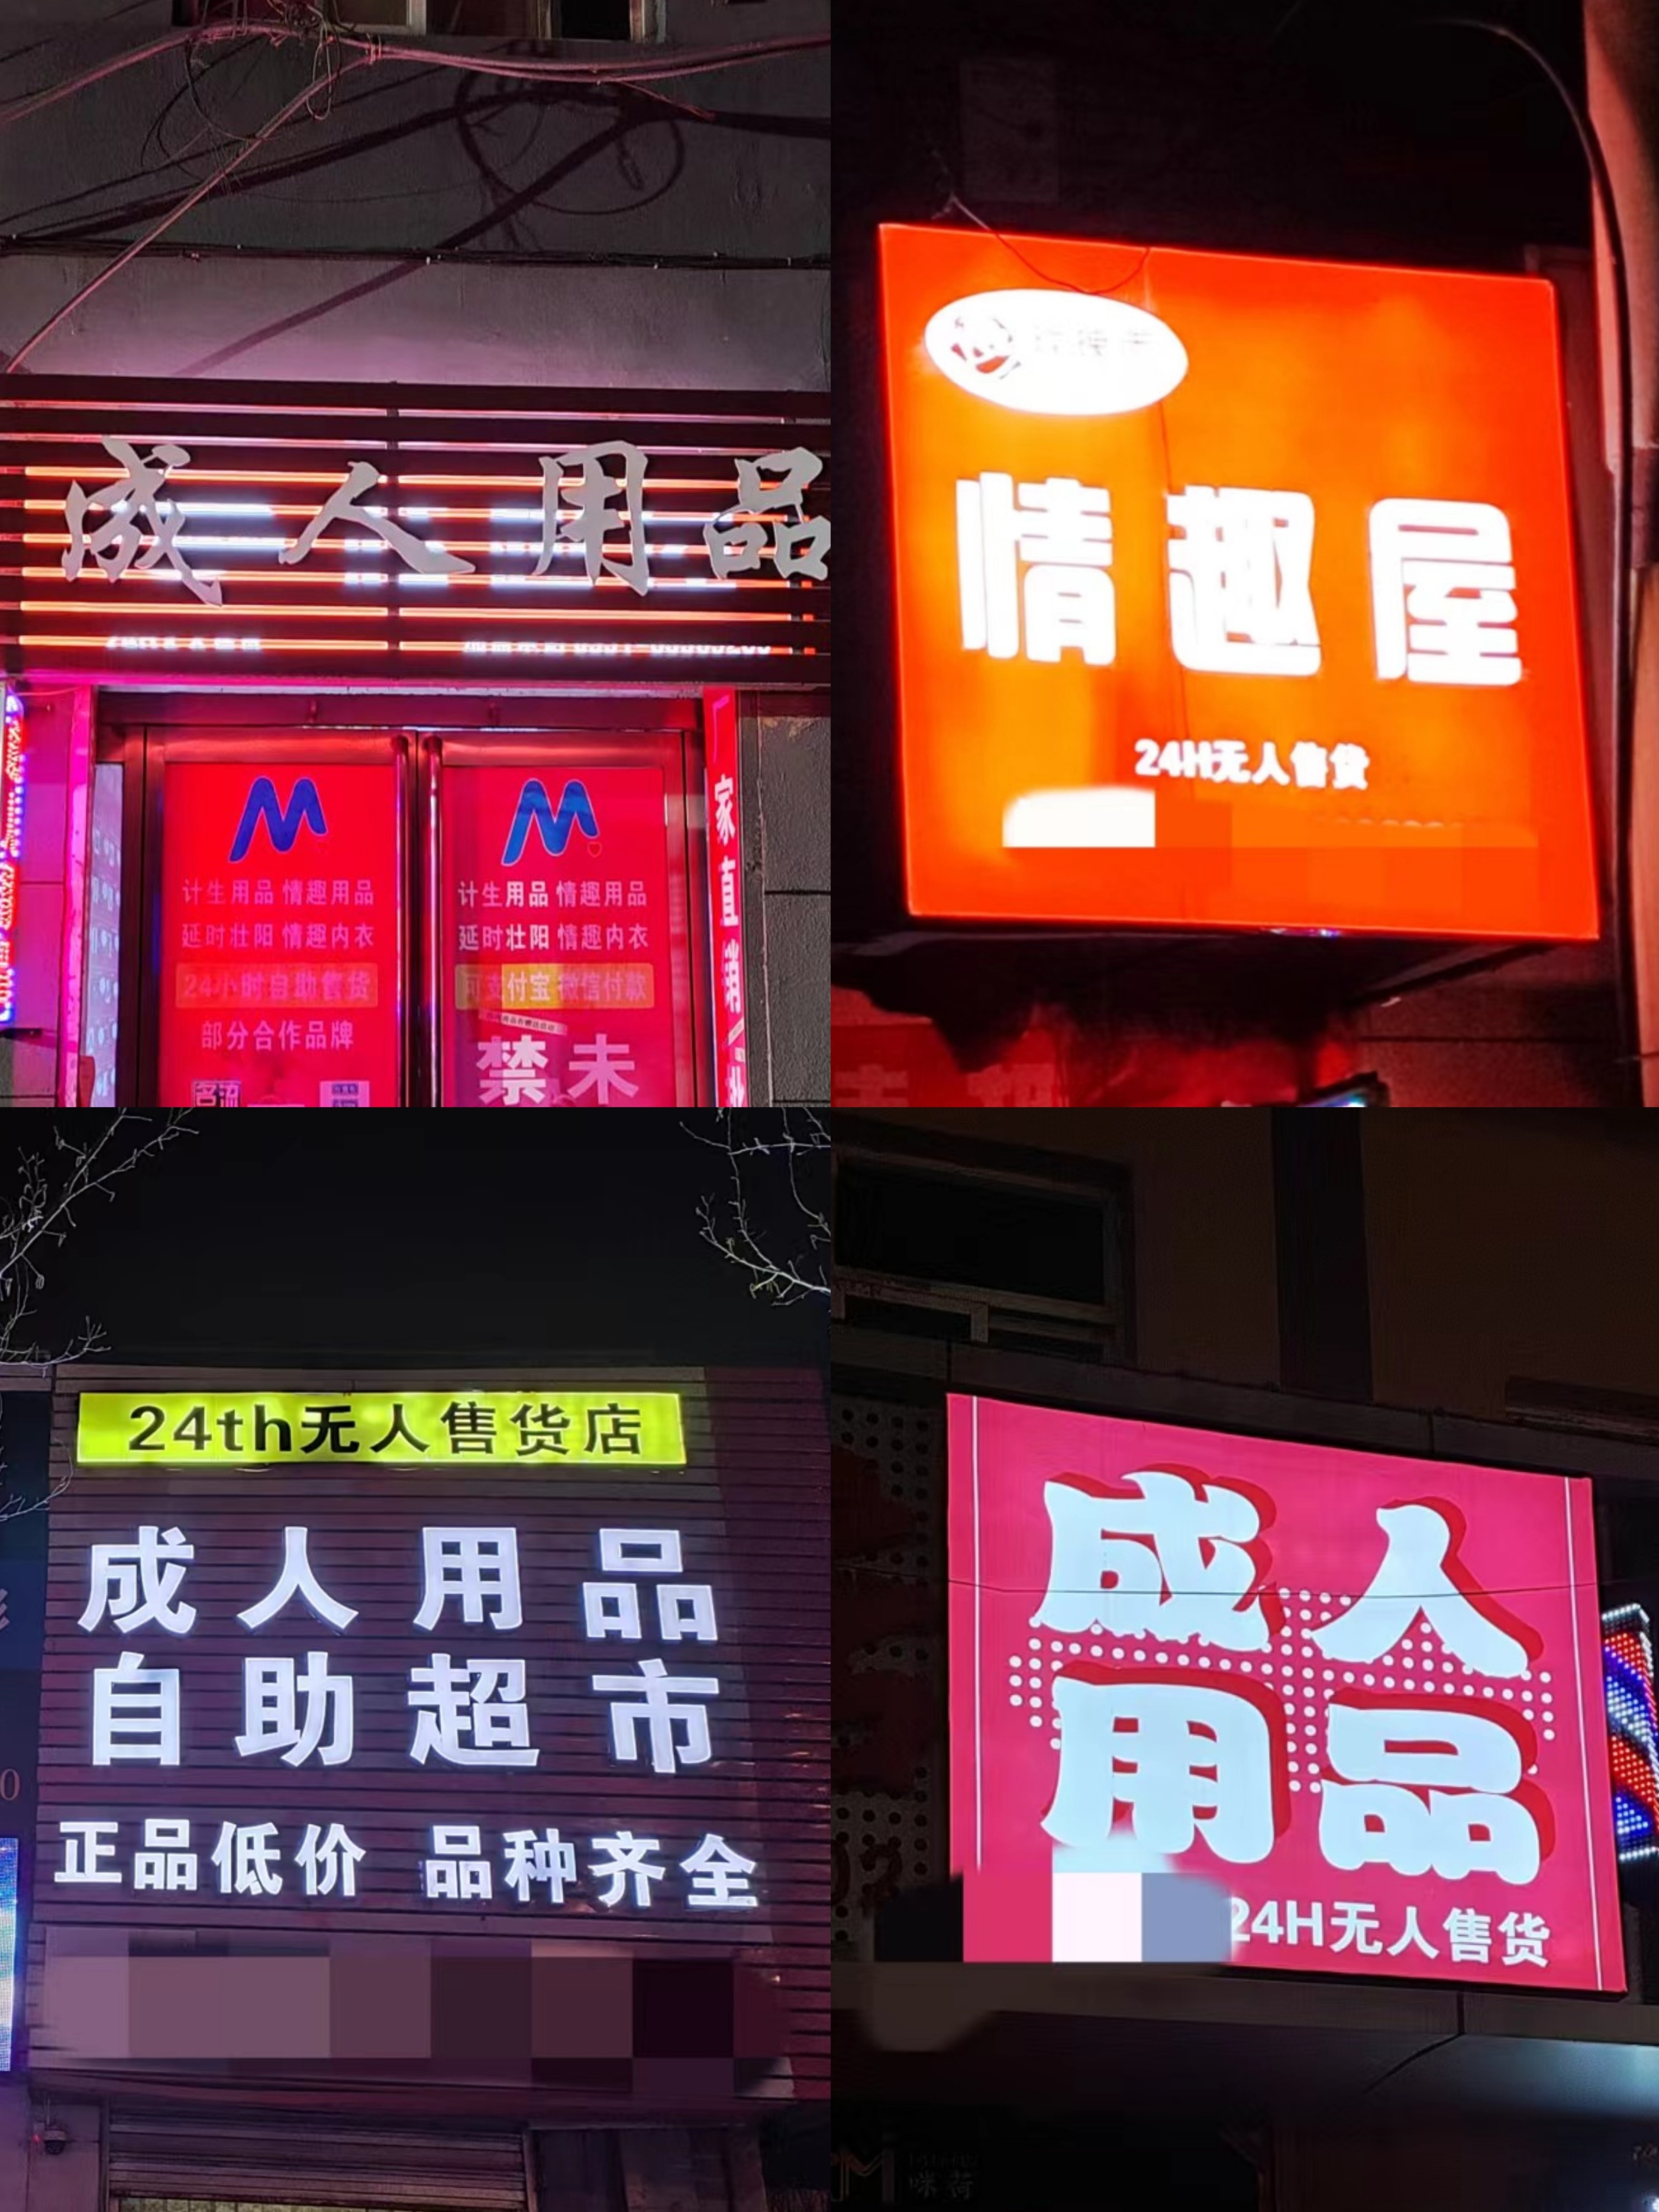 成人用品
计生用品 情趣用品
延时壮阳 情趣内衣
24小时自助售货
部分合作品牌
名流
计生用品 情趣用品
延时壮阳 情趣内衣
可支付宝 微信付款
禁未
厂家直销
情趣屋
24H无人售货
24th无人售货店
成人用品
自助超市
正品低价 品种齐全
成人
用品
24H无人售货